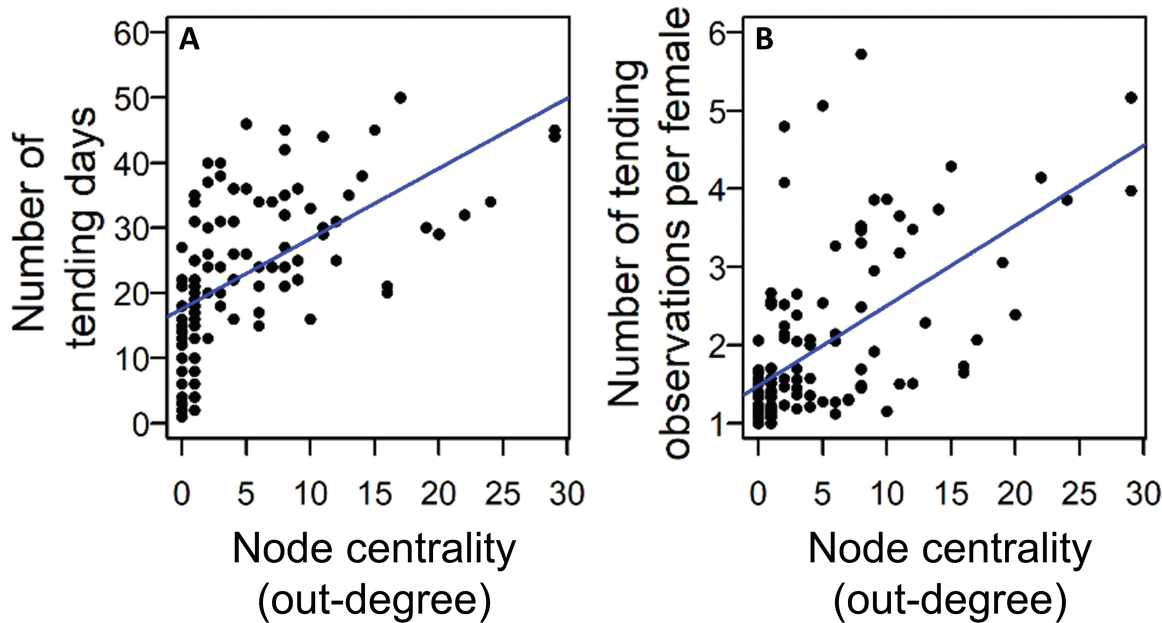 A
Number of
tending days
60
50
40
30
20
10
0
0 5 10 15 20 25 30
Node centrality
(out-degree)
B
Number of tending
observations per female
6
5
4
3
2
1
0 5 10 15 20 25 30
Node centrality
(out-degree)